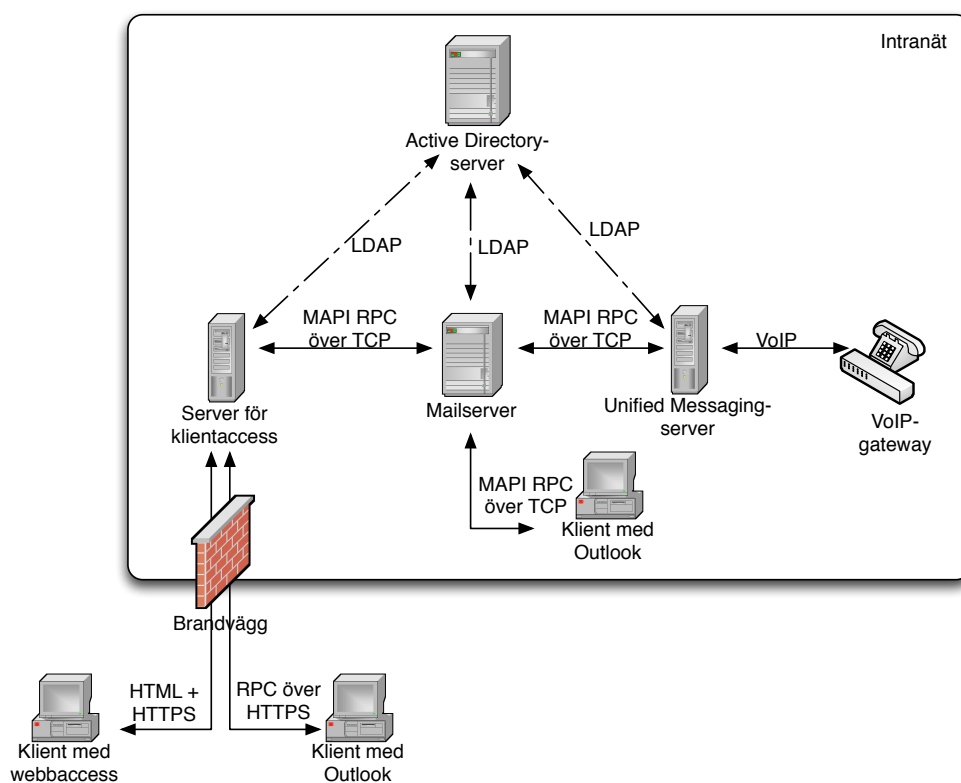 Intranät
Active Directory-
server
LDAP
LDAP
LDAP
MAPI RPC
över TCP
MAPI RPC
över TCP
VoIP
Server för
klientaccess
Mailserver
Unified Messaging-
server
VoIP-
gateway
MAPI RPC
över TCP
Klient med
Outlook
Brandvägg
HTML +
HTTPS
RPC över
HTTPS
Klient med
webbaccess
Klient med
Outlook